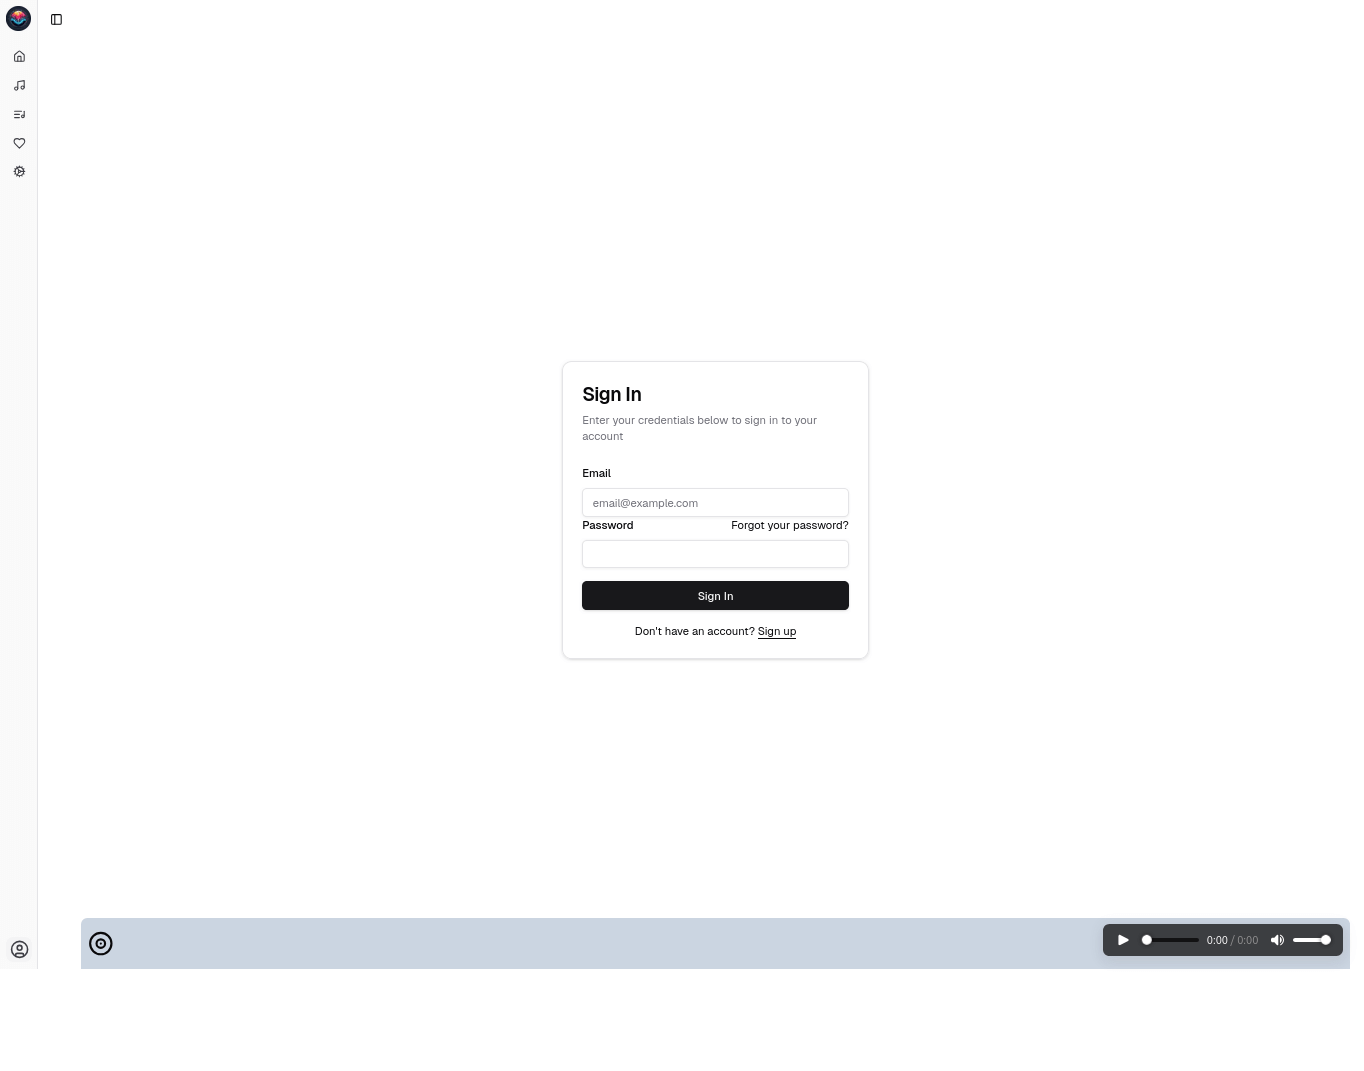 Sign In
Enter your credentials below to sign in to your
account
Email
email@example.com
Password Forgot your password?
Sign In
Don't have an account? Sign up
0:00 / 0:00